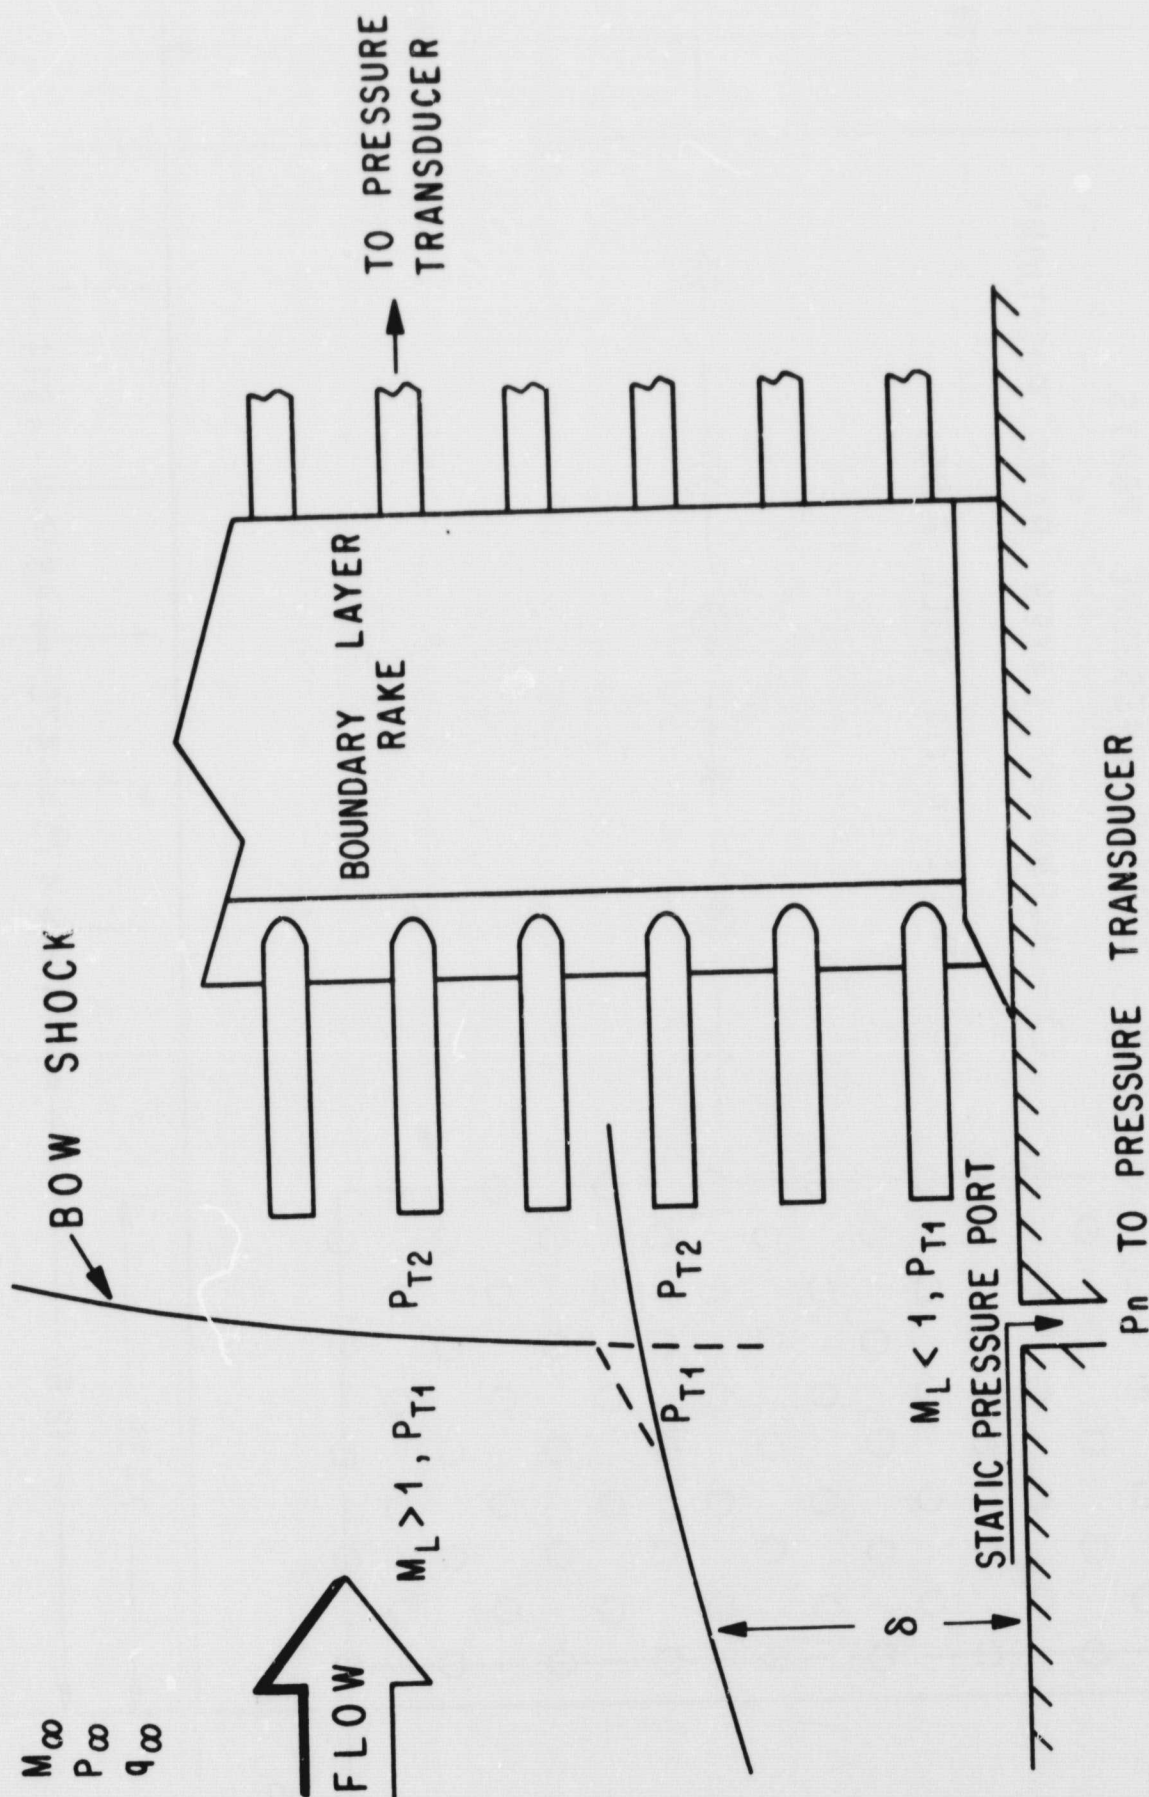 M∞
P∞
q∞
BOW SHOCK
FLOW
M_L > 1, P_T1
P_T2
BOUNDARY LAYER
RAKE
TO PRESSURE
TRANSDUCER
P_T1
P_T2
δ
M_L < 1, P_T1
STATIC PRESSURE PORT
Pn TO PRESSURE TRANSDUCER